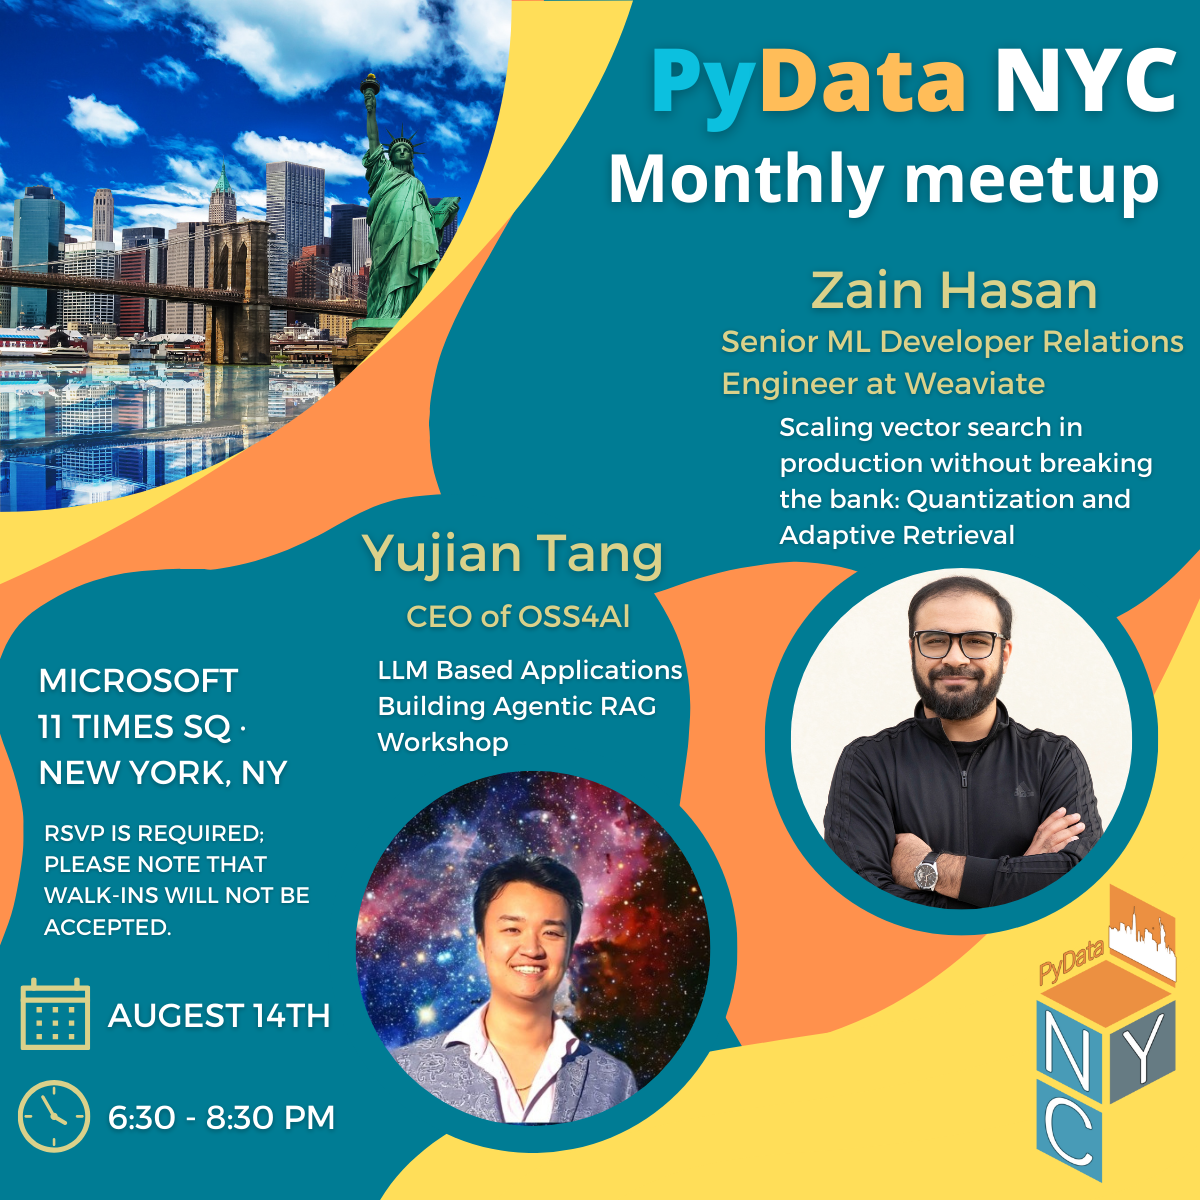 PyData NYC
Monthly meetup
Zain Hasan
Senior ML Developer Relations
Engineer at Weaviate
Scaling vector search in
production without breaking
the bank: Quantization and
Adaptive Retrieval
Yujian Tang
CEO of OSS4Al
LLM Based Applications
Building Agentic RAG
Workshop
MICROSOFT
11 TIMES SQ ·
NEW YORK, NY
RSVP IS REQUIRED;
PLEASE NOTE THAT
WALK-INS WILL NOT BE
ACCEPTED.
AUGEST 14TH
6:30 - 8:30 PM
PyData
NY
C